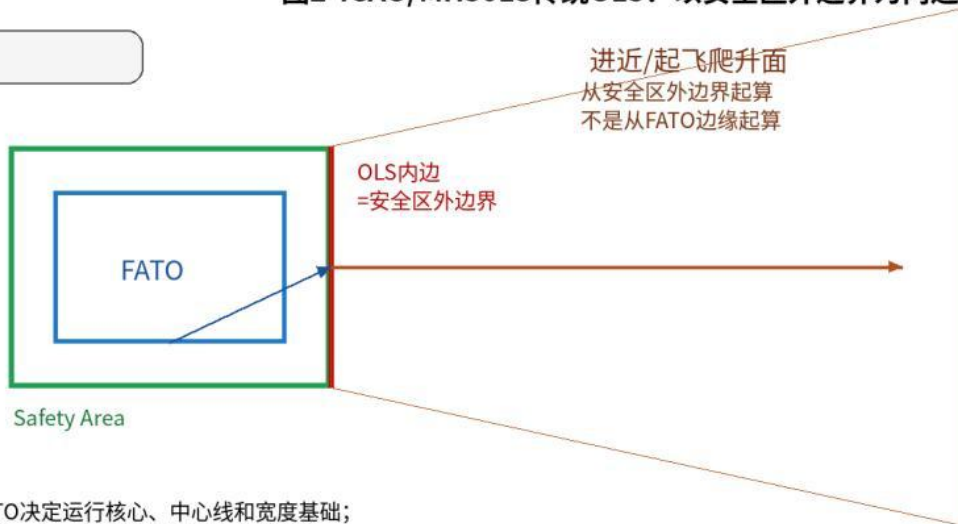 进近/起飞爬升面
从安全区外边界起算
不是从FATO边缘起算
OLS内边
=安全区外边界
FATO
Safety Area
TO决定运行核心、中心线和宽度基础；